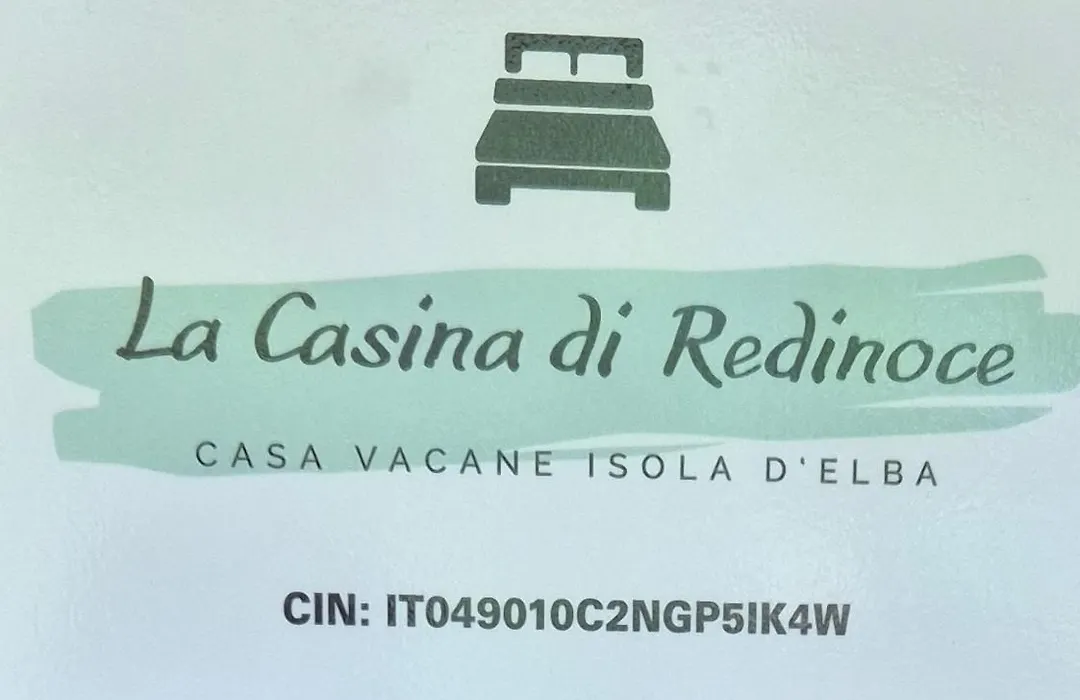 La Casina di Redinoce
CASA VACANE ISOLA D'ELBA
CIN: IT049010C2NGP5IK4W